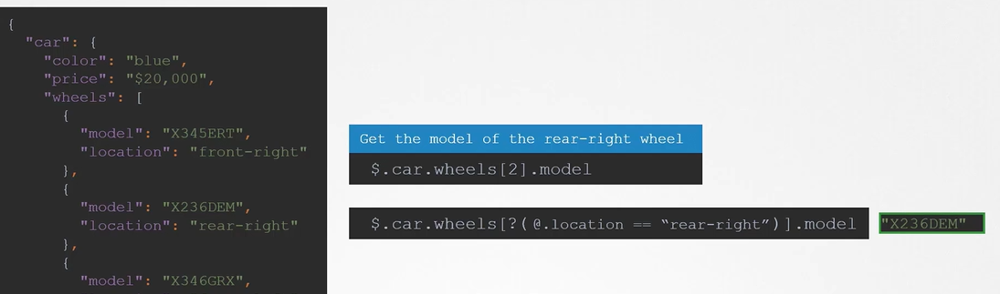 {
"car": {
"color": "blue",
"price": "$20,000",
"wheels": [
{
"model": "X345ERT",
"location": "front-right"
},
{
"model": "X236DEM",
"location": "rear-right"
},
{
"model": "X346GRX",
Get the model of the rear-right wheel
$.car.wheels[2].model
$.car.wheels[?(@.location == “rear-right”)].model
"X236DEM"